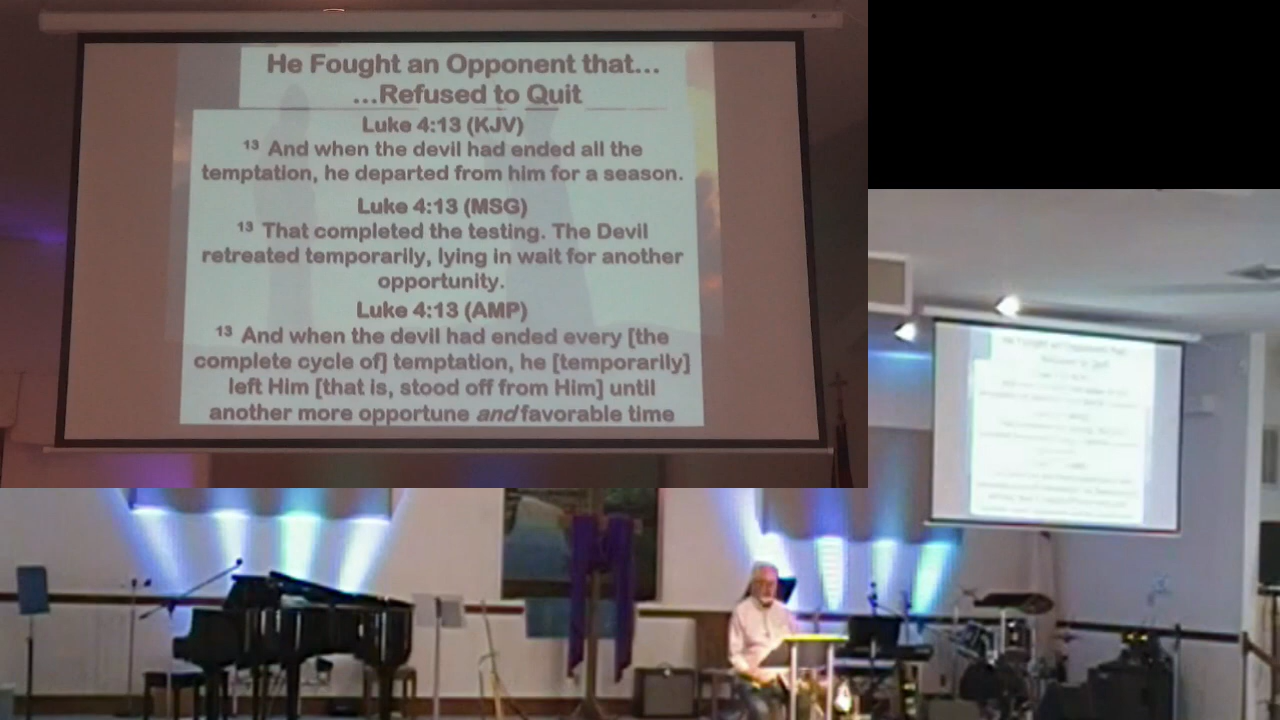 He Fought an Opponent that...
...Refused to Quit
Luke 4:13 (KJV)
13 And when the devil had ended all the
temptation, he departed from him for a season.
Luke 4:13 (MSG)
13 That completed the testing. The Devil
retreated temporarily, lying in wait for another
opportunity.
Luke 4:13 (AMP)
13 And when the devil had ended every [the
complete cycle of] temptation, he [temporarily]
left Him [that is, stood off from Him] until
another more opportune and favorable time